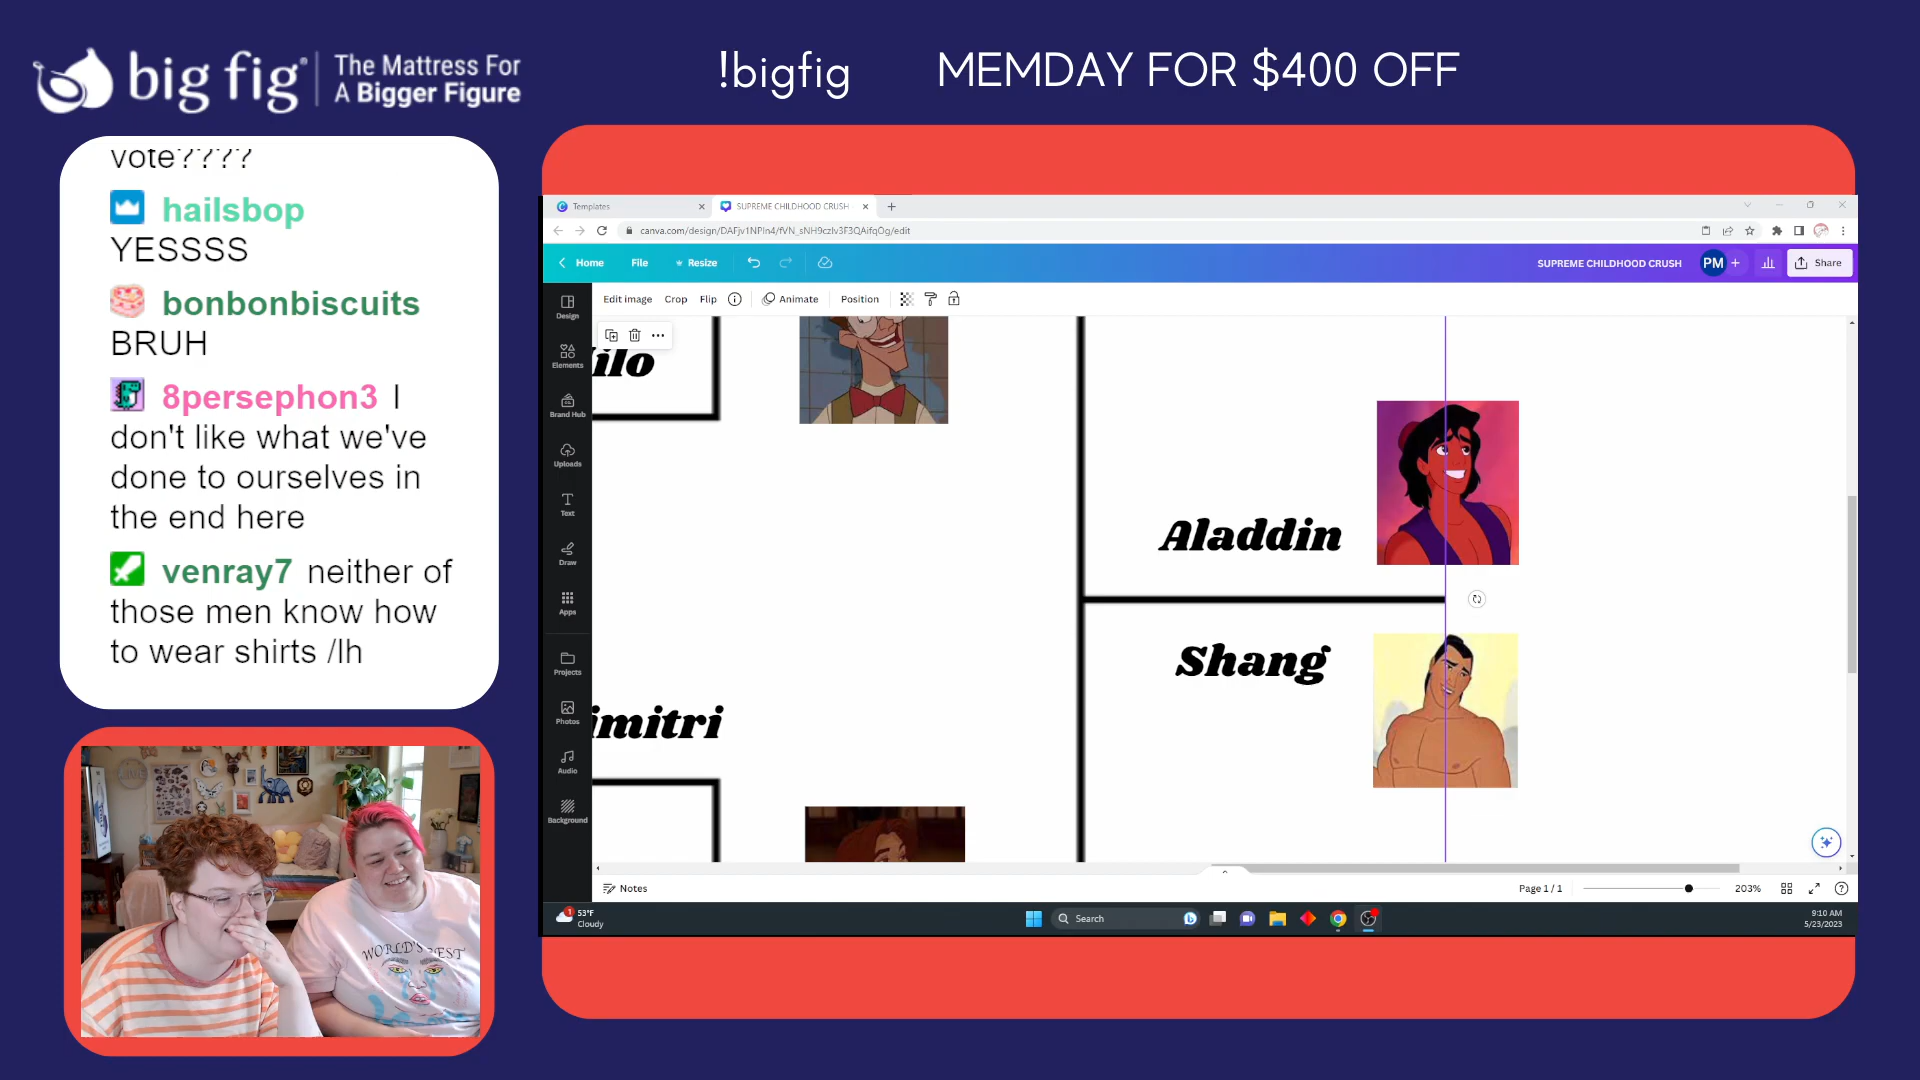 big fig
The Mattress For
A Bigger Figure
!bigfig
MEMDAY FOR $400 OFF
vote????
hailsbop
YESSSS
bonbonbiscuits
BRUH
8persephon3 I
don't like what we've
done to ourselves in
the end here
venray7 neither of
those men know how
to wear shirts /lh
WORLD'S BEST
Templates
SUPREME CHILDHOOD CRUSH
Home
File
Resize
SUPREME CHILDHOOD CRUSH
PM
Share
Edit image
Crop
Flip
Animate
Position
Design
Elements
Brand Hub
Uploads
Text
Draw
Apps
Projects
Photos
Audio
Background
ilo
Aladdin
Shang
imitri
Notes
Page 1 / 1
203%
1
53°F
Cloudy
Search
9:10 AM
5/23/2023